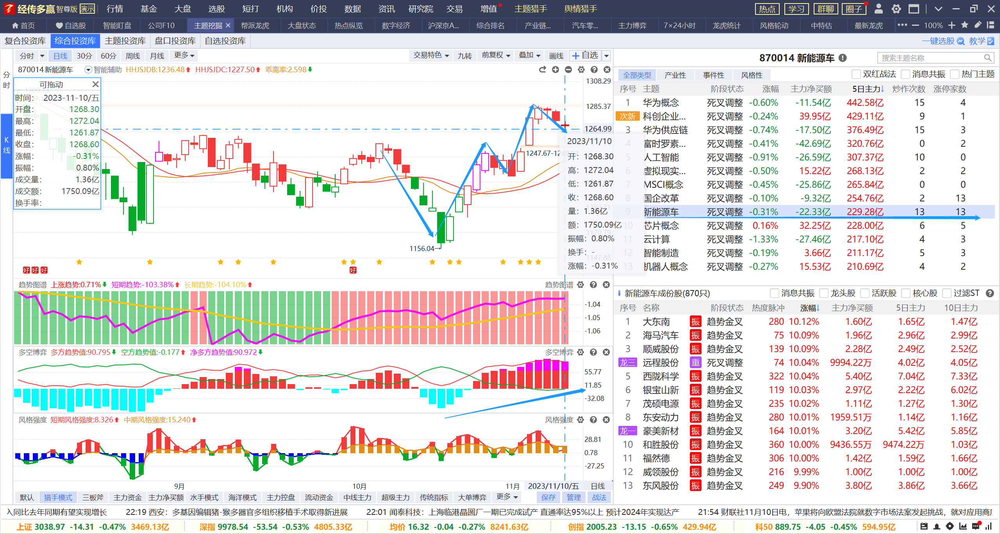 经传多赢 智尊版 演示 行情 基金 大盘 选股 短打 机构 价投 数据 资讯 研究院 交易 增值 主题猎手 舆情猎手 热点 学习 群聊 圈子
首页 自选股 智能盯盘 公司F10 主题挖掘 帮派龙虎 大盘状态 热点纵览 数字经济 沪深京A... 综合排名 产业链... 汽车零... 主力博弈 7×24小时 龙虎统计 风格轮动 中特估 最新龙虎 100%
复合投资库 综合投资库 主题投资库 盘口投资库 自选投资库 一键选股 教学
分时 日线 30分 60分 周线 月线 更多 交易特色 九转 前复权 叠加 画线 +自选
870014 新能源车 智能辅助 HHJSJDB:1236.48 HHJSJDC:1227.50 乖离率:2.598
分时
K线
可拖动
时间: 2023-11-10/五
开盘: 1268.30
最高: 1272.04
最低: 1261.87
收盘: 1268.60
涨幅: -0.31%
振幅: 0.80%
成交量: 1.36亿
成交额: 1750.09亿
换手率:
1308.29
1285.37
1264.99
1247.67-1249.02
1193.71
1170.79
1147.88
1156.04
2023/11/10
开: 1268.30
高: 1272.04
低: 1261.87
收: 1268.60
量: 1.36亿
额: 1750.09亿
振幅: 0.80%
换手: -
涨幅: -0.31%
好 好 好 好
趋势图谱 上涨趋势:0.71% 短期趋势:-103.38% 长期趋势:-104.10% 趋势图谱
-1.04
-1.05
-1.06
多空博弈 多方趋势值:90.795 空方趋势值:-0.177 净多方趋势值:90.972 多空博弈
55.77
11.85
-32.08
风格强度 短期风格强度:8.326 中期风格强度:15.240 风格强度
28.81
0.78
-27.25
9月 10月 11月 2023/11/10/五 日线
默认 猎手模式 三板斧 主力资金 主力净买额 水手模式 海洋模式 主力控盘 流动资金 中线主力 超级主力 传统指标 大单博弈 更多 保存 管理 战法
870014 新能源车 搜索主题名称
全部类型 产业性 事件性 风格性 双红战法 消息共振 热门主题
序号 主题 阶段状态 涨幅 主力净买额 5日主力↓ 炒作次数 涨停家数
1 华为概念 死叉调整 -0.60% -11.54亿 442.58亿 15 4
次新 科创企业... 死叉调整 -0.24% 39.95亿 429.11亿 9 1
3 华为供应链 死叉调整 -0.74% -17.50亿 376.49亿 15 3
4 富时罗素... 死叉调整 -0.41% -42.69亿 320.76亿 0 2
5 人工智能 死叉调整 -0.91% -26.59亿 307.37亿 10 0
6 虚拟现实... 死叉调整 -0.50% 15.22亿 268.13亿 2 2
7 MSCI概念 死叉调整 -0.45% -25.86亿 265.84亿 0 0
8 国企改革 死叉调整 -0.10% -9.32亿 254.76亿 2 13
9 新能源车 死叉调整 -0.31% -22.33亿 229.28亿 13 13
10 芯片概念 死叉调整 0.16% 32.25亿 228.00亿 6 5
11 云计算 死叉调整 -1.33% -27.46亿 217.10亿 4 3
12 智能制造 死叉调整 -0.19% 3.66亿 211.17亿 5 3
13 机器人概念 死叉调整 -0.27% 15.53亿 210.69亿 4 2
新能源车成份股(870只) 消息共振 龙头股 活跃股 核心股 过滤ST
序号 名称 阶段状态 热度脉冲 涨幅↓ 主力净买额 5日主力 10日主力
1 大东南 振 趋势金叉 280 10.12% 1.60亿 1.65亿 1.47亿
2 海马汽车 振 趋势金叉 75 10.09% 1.96亿 2.96亿 2.99亿
3 顺威股份 振 趋势金叉 139 10.09% 2.28亿 2.49亿 2.52亿
龙三 远程股份 重 死叉调整 74 10.04% 9994.22万 4.02亿 4.05亿
5 西陇科学 振 趋势金叉 322 10.04% 5.40亿 7.04亿 7.33亿
6 银宝山新 振 趋势金叉 119 10.03% 2.97亿 2.22亿 6.02亿
7 茂硕电源 振 趋势金叉 235 10.02% 1.11亿 1.27亿 1.30亿
8 东安动力 振 趋势金叉 280 10.01% 1959.51万 1.14亿 1.16亿
龙一 豪美新材 振 趋势金叉 164 10.01% 3.20亿 5.42亿 5.85亿
10 和胜股份 振 趋势金叉 360 10.00% 9436.55万 9474.22万 1.03亿
11 福然德 振 趋势金叉 306 10.00% 1.42亿 1.59亿 1.66亿
12 威领股份 振 趋势金叉 216 9.99% 1.00亿 1.00亿 1.00亿
13 东风股份 振 趋势金叉 249 9.90% 3.80亿 3.86亿 3.66亿
入同比去年同期有望实现增长 22:19 西安：多基因编辑猪-猴多器官多组织移植手术取得新进展 22:01 闻泰科技：上海临港晶圆厂一期已完成试产 直通率达95%以上 预计2024年实现达产 21:54 财联社11月10日电，苹果将向欧盟法院就数字市场法案发起挑战，就对应用商店
上证 3038.97 -14.31 -0.47% 3469.13亿 深指 9978.54 -53.54 -0.53% 4805.33亿 均价 16.32 -0.04 -0.27% 8241.63亿 创指 2005.23 -13.15 -0.65% 429.94亿 科50 889.75 -4.05 -0.45% 594.95亿